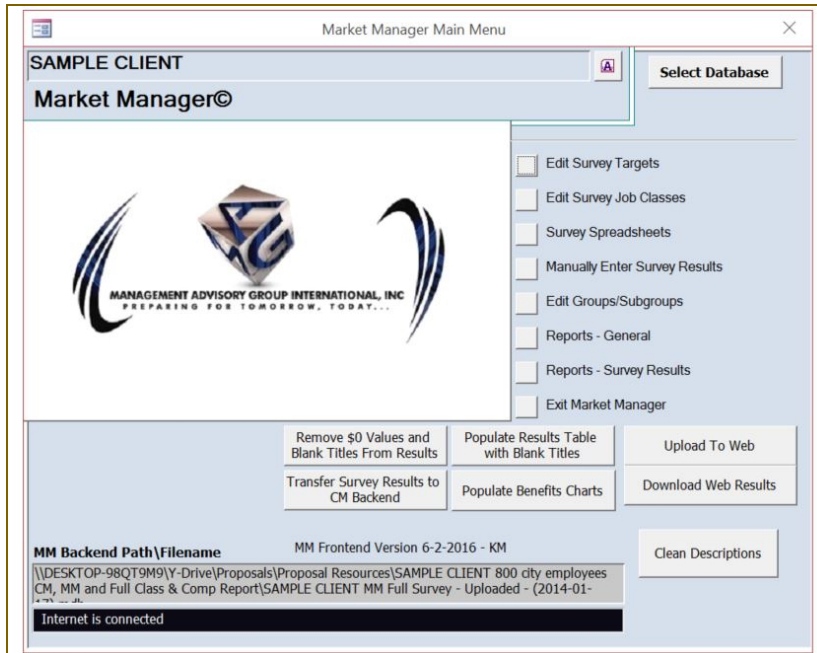 Market Manager Main Menu
SAMPLE CLIENT
A
Select Database
Market Manager©
MAG
MANAGEMENT ADVISORY GROUP INTERNATIONAL, INC
PREPARING FOR TOMORROW, TODAY...
Edit Survey Targets
Edit Survey Job Classes
Survey Spreadsheets
Manually Enter Survey Results
Edit Groups/Subgroups
Reports - General
Reports - Survey Results
Exit Market Manager
Remove $0 Values and
Blank Titles From Results
Populate Results Table
with Blank Titles
Upload To Web
Transfer Survey Results to
CM Backend
Populate Benefits Charts
Download Web Results
MM Backend Path\Filename
MM Frontend Version 6-2-2016 - KM
Clean Descriptions
\\DESKTOP-98QT9M9\Y-Drive\Proposals\Proposal Resources\SAMPLE CLIENT 800 city employees
CM, MM and Full Class & Comp Report\SAMPLE CLIENT MM Full Survey - Uploaded - (2014-01-
17).mdb
Internet is connected